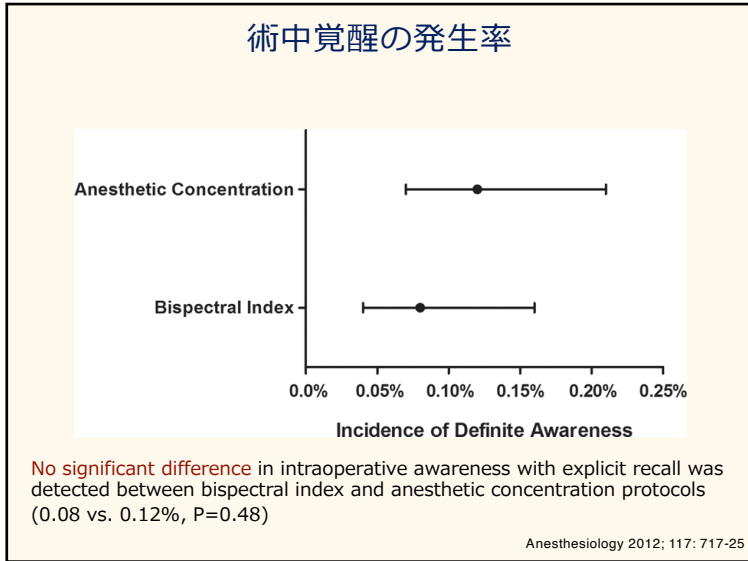 術中覚醒の発生率
Anesthetic Concentration
Bispectral Index
0.0% 0.05% 0.10% 0.15% 0.20% 0.25%
Incidence of Definite Awareness
No significant difference in intraoperative awareness with explicit recall was
detected between bispectral index and anesthetic concentration protocols
(0.08 vs. 0.12%, P=0.48)
Anesthesiology 2012; 117: 717-25